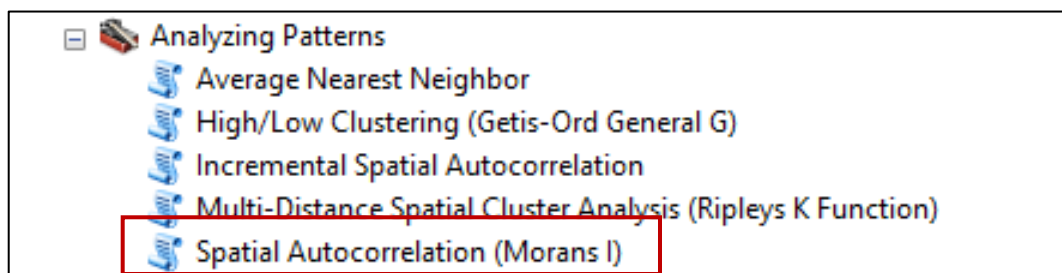 Analyzing Patterns
Average Nearest Neighbor
High/Low Clustering (Getis-Ord General G)
Incremental Spatial Autocorrelation
Multi-Distance Spatial Cluster Analysis (Ripleys K Function)
Spatial Autocorrelation (Morans I)